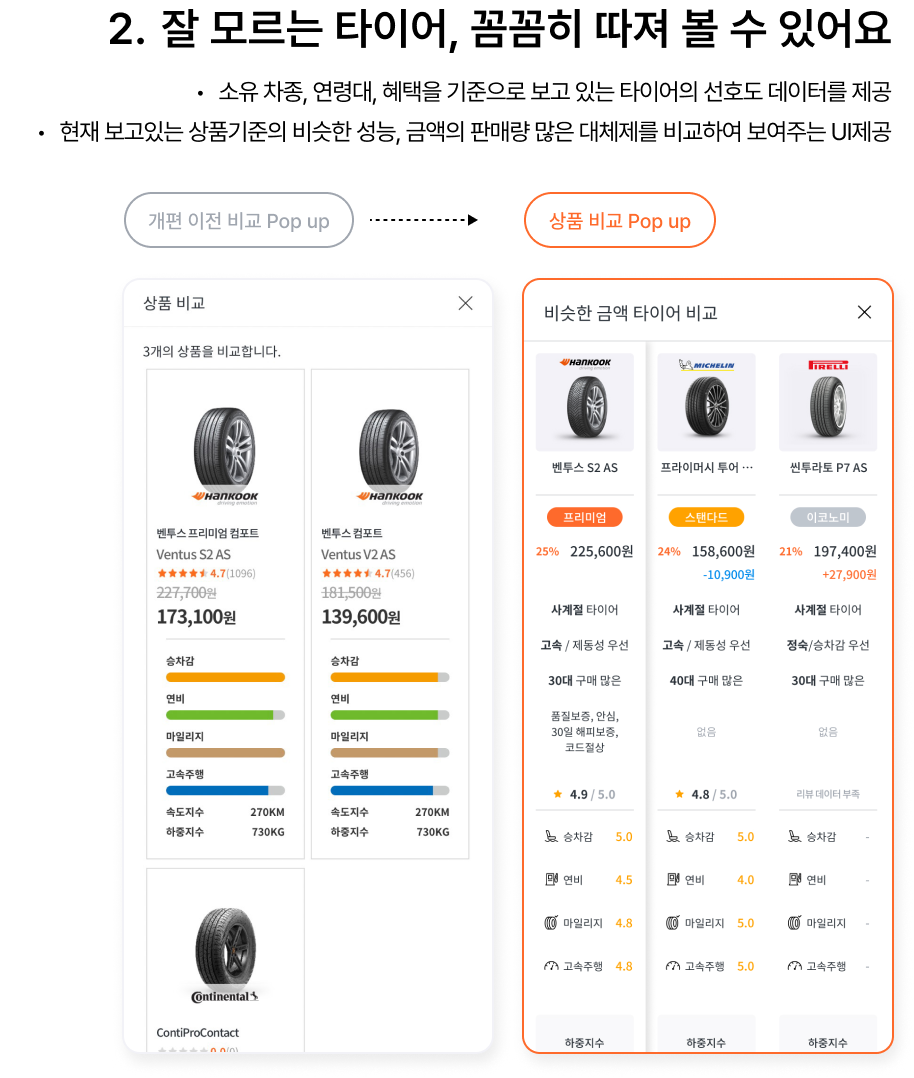 2. 잘 모르는 타이어, 꼼꼼히 따져 볼 수 있어요
• 소유 차종, 연령대, 혜택을 기준으로 보고 있는 타이어의 선호도 데이터를 제공
• 현재 보고있는 상품기준의 비슷한 성능, 금액의 판매량 많은 대체제를 비교하여 보여주는 UI제공
개편 이전 비교 Pop up
상품 비교 Pop up
상품 비교
3개의 상품을 비교합니다.
HANKOOK HANKOOK
driving emotion driving emotion
벤투스 프리미엄 컴포트 벤투스 컴포트
Ventus S2 AS Ventus V2 AS
4.7(1096) 4.7(456)
227,700원 181,500원
173,100원 139,600원
승차감 승차감
연비 연비
마일리지 마일리지
고속주행 고속주행
속도지수 270KM 속도지수 270KM
하중지수 730KG 하중지수 730KG
Continental
ContiProContact
0.0(0)
비슷한 금액 타이어 비교
HANKOOK MICHELIN PIRELLI
driving emotion
벤투스 S2 AS 프라이머시 투어 ··· 씬투라토 P7 AS
프리미엄 스탠다드 이코노미
25% 225,600원 24% 158,600원 21% 197,400원
-10,900원 +27,900원
사계절 타이어 사계절 타이어 사계절 타이어
고속 / 제동성 우선 고속 / 제동성 우선 정숙/승차감 우선
30대 구매 많은 40대 구매 많은 30대 구매 많은
품질보증, 안심,
30일 해피보증, 없음 없음
코드절상
4.9 / 5.0 4.8 / 5.0 리뷰 데이터 부족
승차감 5.0 승차감 5.0 승차감 -
연비 4.5 연비 4.0 연비 -
마일리지 4.8 마일리지 5.0 마일리지 -
고속주행 4.8 고속주행 5.0 고속주행 -
하중지수 하중지수 하중지수